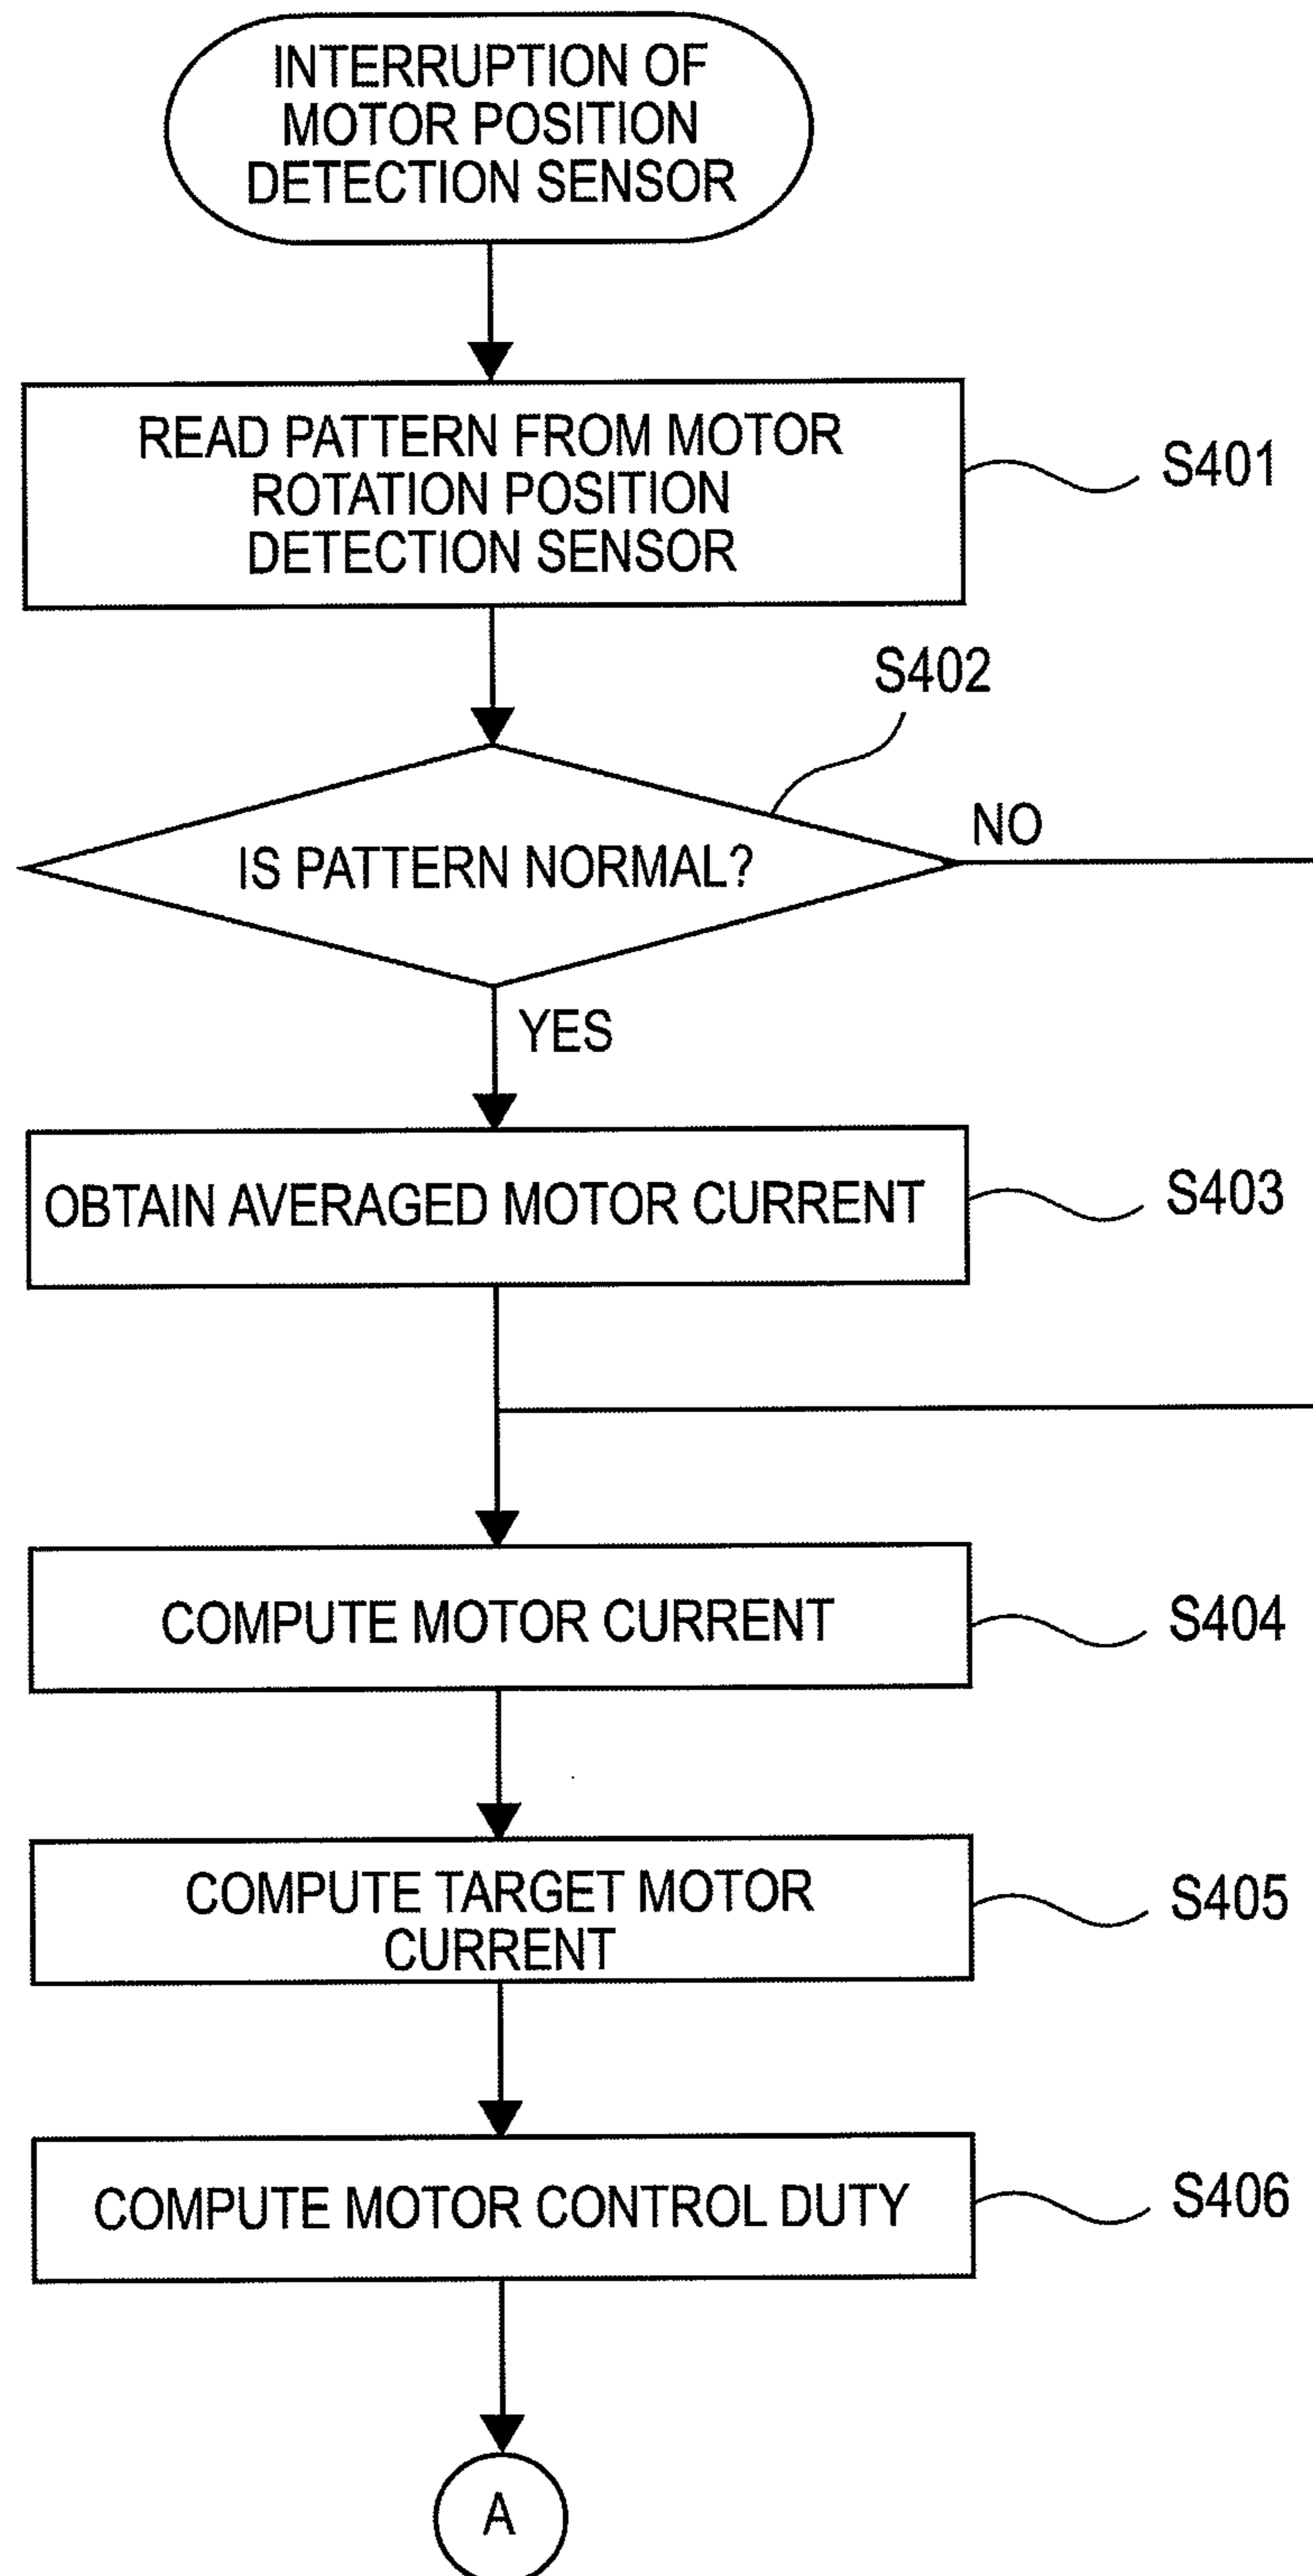 INTERRUPTION OF
MOTOR POSITION
DETECTION SENSOR
READ PATTERN FROM MOTOR
ROTATION POSITION
DETECTION SENSOR
S401
S402
IS PATTERN NORMAL?
NO
YES
OBTAIN AVERAGED MOTOR CURRENT
S403
COMPUTE MOTOR CURRENT
S404
COMPUTE TARGET MOTOR
CURRENT
S405
COMPUTE MOTOR CONTROL DUTY
S406
A